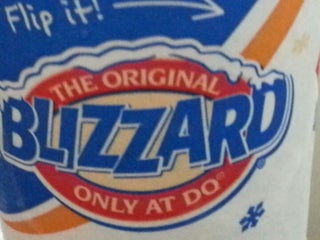 Flip it!
THE ORIGINAL
BLIZZARD®
ONLY AT DQ®